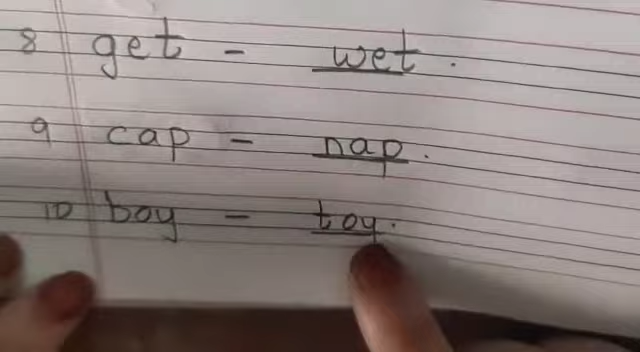 8 get - wet.
9 cap - nap.
10 boy - toy.